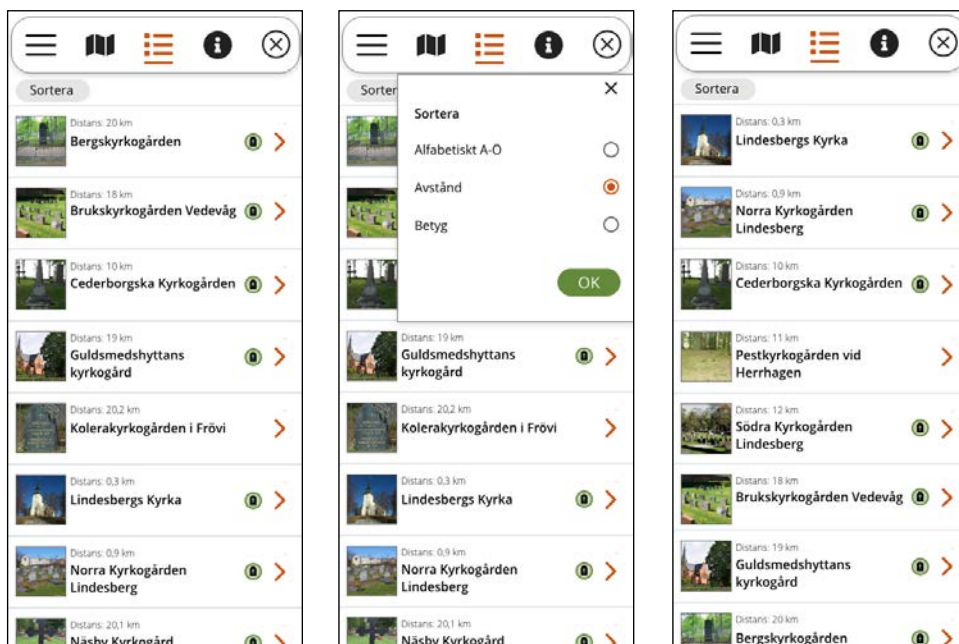 Sortera
Distans: 20 km
Bergskyrkogården
Distans: 18 km
Brukskyrkogården Vedevåg
Distans: 10 km
Cederborgska Kyrkogården
Distans: 19 km
Guldsmedshyttans
kyrkogård
Distans: 20,2 km
Kolerakyrkogården i Frövi
Distans: 0,3 km
Lindesbergs Kyrka
Distans: 0,9 km
Norra Kyrkogården
Lindesberg
Distans: 20,1 km
Näsby Kyrkogård
Sorter
Sortera
Alfabetiskt A-Ö
Avstånd
Betyg
OK
Distans: 19 km
Guldsmedshyttans
kyrkogård
Distans: 20,2 km
Kolerakyrkogården i Frövi
Distans: 0,3 km
Lindesbergs Kyrka
Distans: 0,9 km
Norra Kyrkogården
Lindesberg
Distans: 20,1 km
Näsby Kyrkogård
Sortera
Distans: 0,3 km
Lindesbergs Kyrka
Distans: 0,9 km
Norra Kyrkogården
Lindesberg
Distans: 10 km
Cederborgska Kyrkogården
Distans: 11 km
Pestkyrkogården vid
Herrhagen
Distans: 12 km
Södra Kyrkogården
Lindesberg
Distans: 18 km
Brukskyrkogården Vedevåg
Distans: 19 km
Guldsmedshyttans
kyrkogård
Distans: 20 km
Bergskyrkogården